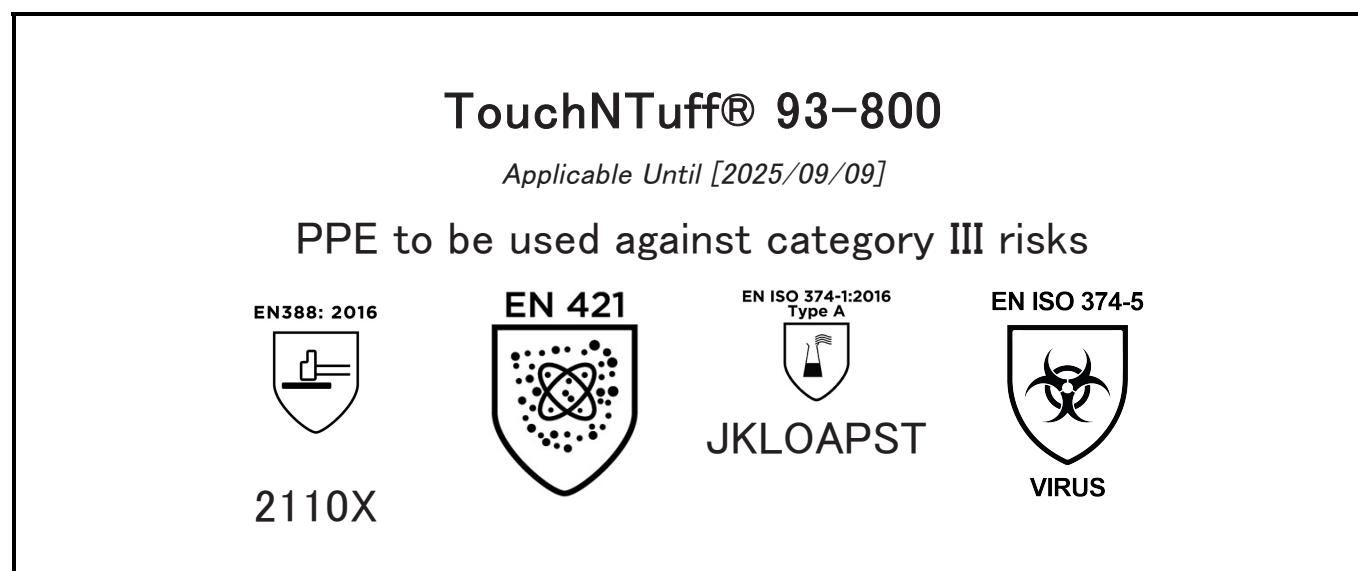 TouchNTuff® 93-800
Applicable Until [2025/09/09]
PPE to be used against category III risks
EN388: 2016
2110X
EN 421
EN ISO 374-1:2016
Type A
JKLOAPST
EN ISO 374-5
VIRUS